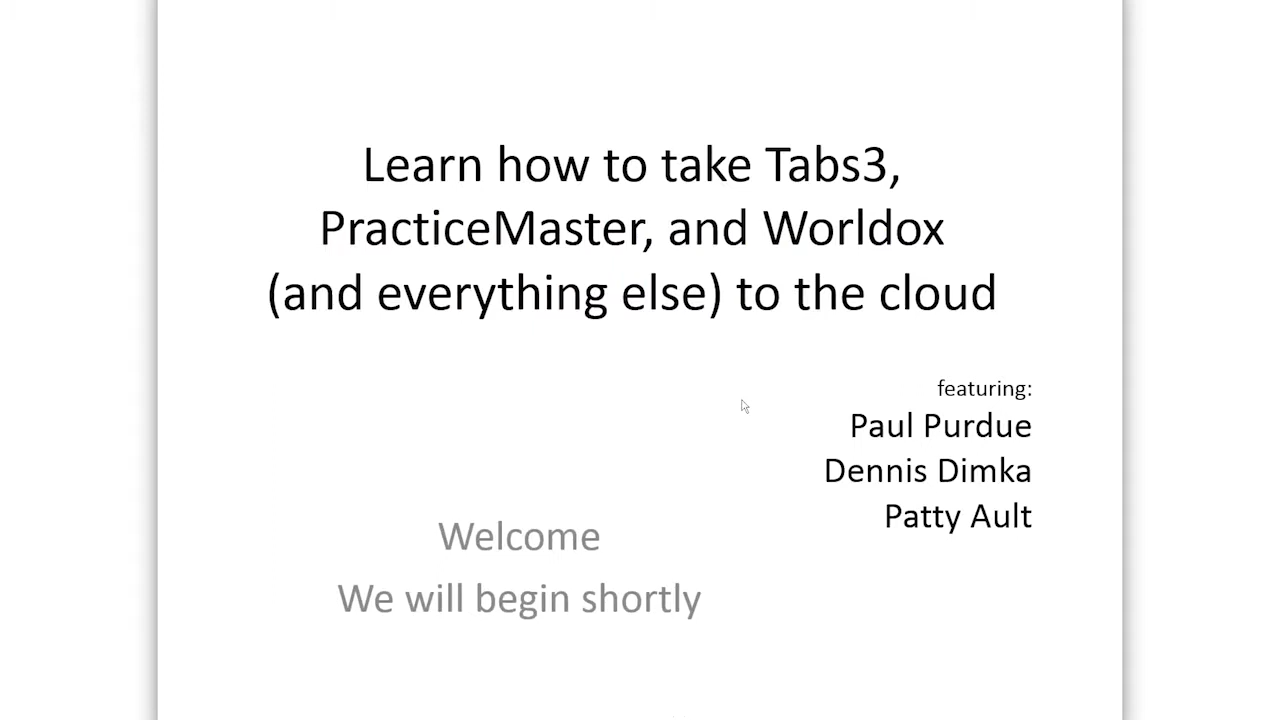 Learn how to take Tabs3,
PracticeMaster, and Worldox
(and everything else) to the cloud
featuring:
Paul Purdue
Dennis Dimka
Patty Ault
Welcome
We will begin shortly